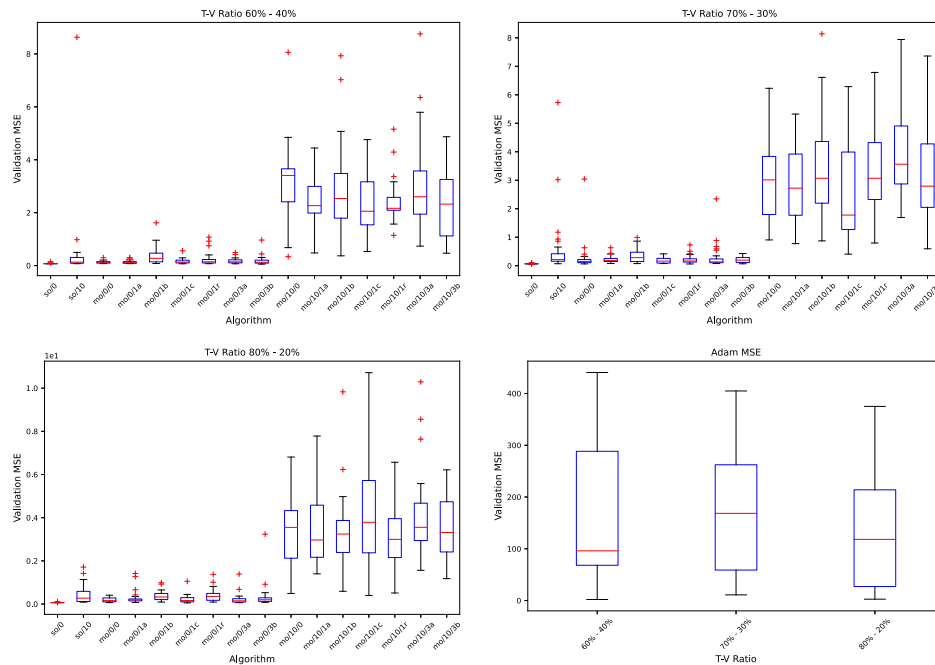 T-V Ratio 60% - 40%
Validation MSE
8
6
4
2
0
so/0
so/10
mo/0/0
mo/0/1a
mo/0/1b
mo/0/1c
mo/0/1r
mo/0/3a
mo/0/3b
mo/10/0
mo/10/1a
mo/10/1b
mo/10/1c
mo/10/1r
mo/10/3a
mo/10/3b
Algorithm
T-V Ratio 70% - 30%
Validation MSE
8
7
6
5
4
3
2
1
0
so/0
so/10
mo/0/0
mo/0/1a
mo/0/1b
mo/0/1c
mo/0/1r
mo/0/3a
mo/0/3b
mo/10/0
mo/10/1a
mo/10/1b
mo/10/1c
mo/10/1r
mo/10/3a
Algorithm
T-V Ratio 80% - 20%
1e1
Validation MSE
1.0
0.8
0.6
0.4
0.2
0.0
so/0
so/10
mo/0/0
mo/0/1a
mo/0/1b
mo/0/1c
mo/0/1r
mo/0/3a
mo/0/3b
mo/10/0
mo/10/1a
mo/10/1b
mo/10/1c
mo/10/1r
mo/10/3a
mo/10/3b
Algorithm
Adam MSE
Validation MSE
400
300
200
100
0
60% - 40%
70% - 30%
80% - 20%
T-V Ratio